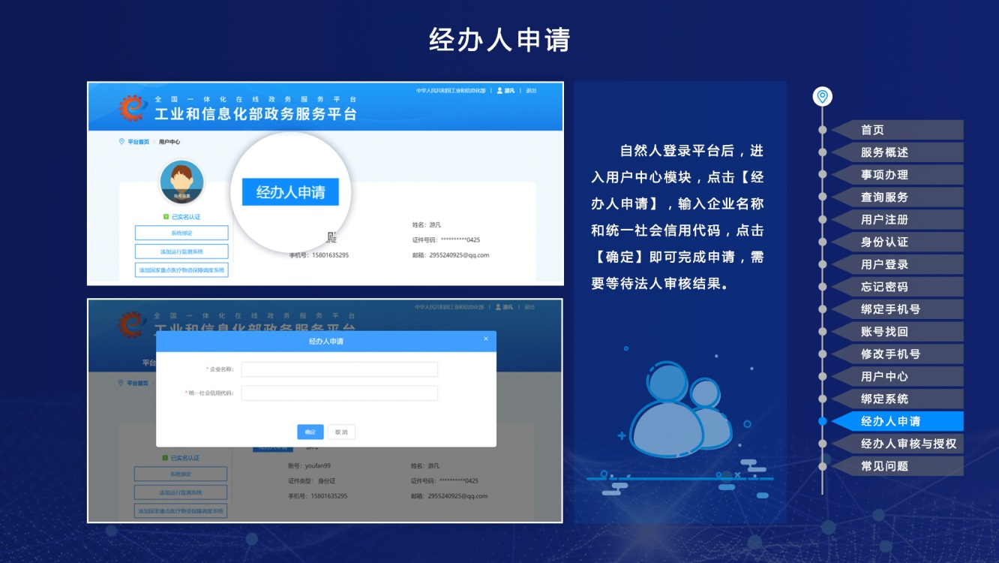 经办人申请
中华人民共和国工业和信息化部 | 游凡 | 退出
全国一体化在线政务服务平台
工业和信息化部政务服务平台
平台首页 > 用户中心
经办人申请
账号设置
已实名认证
系统绑定
添加运行监测系统
添加国家重点医疗物资保障调度系统
姓名：游凡
证件号码：**********0425
手机号：15801635295
邮箱：2955240925@qq.com
中华人民共和国工业和信息化部 | 游凡 | 退出
全国一体化在线政务服务平台
工业和信息化部政务服务平台
平台
平台首页 >
经办人申请 ×
* 企业名称：
* 统一社会信用代码：
确定 取消
已实名认证
系统绑定
添加运行监测系统
添加国家重点医疗物资保障调度系统
账号：youfan99
姓名：游凡
证件类型：身份证
证件号码：**********0425
手机号：15801635295
邮箱：2955240925@qq.com
自然人登录平台后，进
入用户中心模块，点击【经
办人申请】，输入企业名称
和统一社会信用代码，点击
【确定】即可完成申请，需
要等待法人审核结果。
首页
服务概述
事项办理
查询服务
用户注册
身份认证
用户登录
忘记密码
绑定手机号
账号找回
修改手机号
用户中心
绑定系统
经办人申请
经办人审核与授权
常见问题